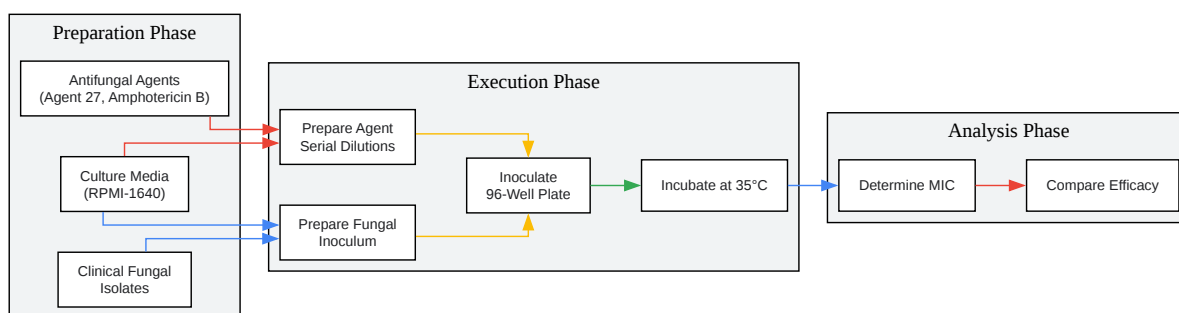 Preparation Phase
Antifungal Agents
(Agent 27, Amphotericin B)
Culture Media
(RPMI-1640)
Clinical Fungal
Isolates
Execution Phase
Prepare Agent
Serial Dilutions
Prepare Fungal
Inoculum
Inoculate
96-Well Plate
Incubate at 35°C
Analysis Phase
Determine MIC
Compare Efficacy